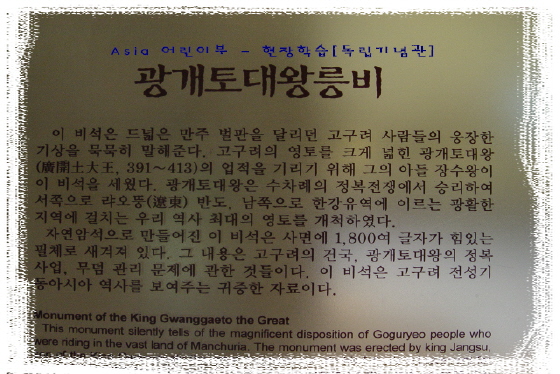 Asia 어린이부 - 현장학습[독립기념관]
광개토대왕릉비
이 비석은 드넓은 만주 벌판을 달리던 고구려 사람들의 웅장한
기상을 묵묵히 말해준다. 고구려의 영토를 크게 넓힌 광개토대왕
(廣開土大王, 391~413)의 업적을 기리기 위해 그의 아들 장수왕이
이 비석을 세웠다. 광개토대왕은 수차례의 정복전쟁에서 승리하여
서쪽으로 랴오뚱(遼東) 반도, 남쪽으로 한강유역에 이르는 광활한
지역에 걸치는 우리 역사 최대의 영토를 개척하였다.
자연암석으로 만들어진 이 비석은 사면에 1,800여 글자가 힘있는
필체로 새겨져 있다. 그 내용은 고구려의 건국, 광개토대왕의 정복
사업, 무덤 관리 문제에 관한 것들이다. 이 비석은 고구려 전성기
동아시아 역사를 보여주는 귀중한 자료이다.
Monument of the King Gwanggaeto the Great
This monument silently tells of the magnificent disposition of Goguryeo people who
were riding in the vast land of Manchuria. The monument was erected by king Jangsu,